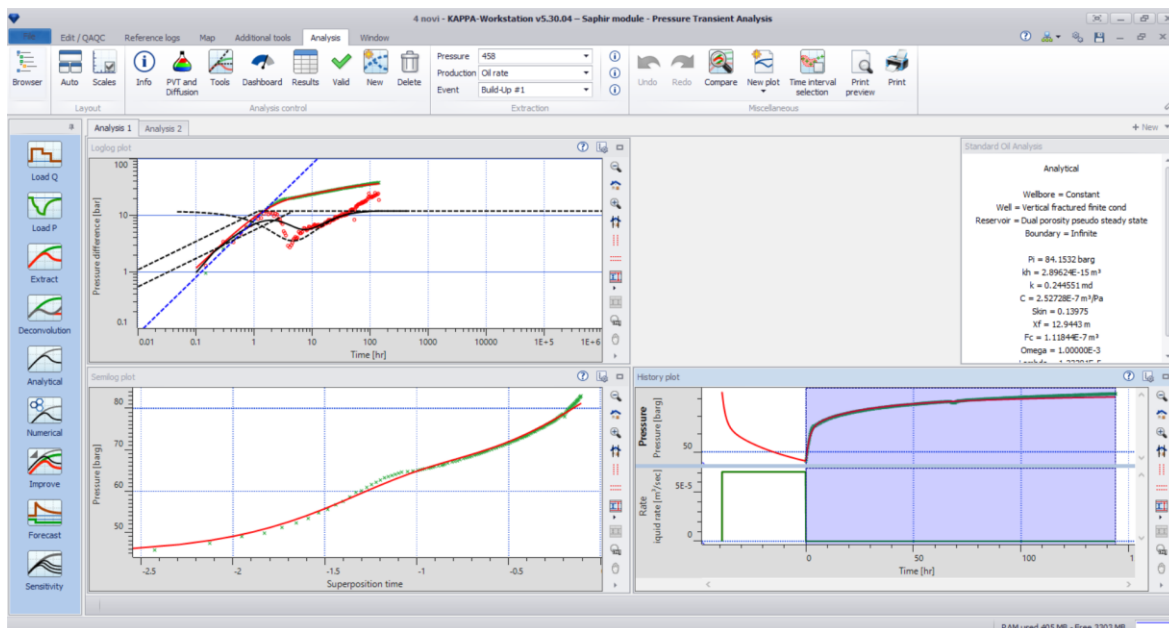 4 novi - KAPPA-Workstation v5.30.04 – Saphir module - Pressure Transient Analysis
Edit / QAQC Reference logs Map Additional tools Analysis Window
Browser
Auto Scales
Layout
Info PVT and Diffusion Tools Dashboard Results Valid New Delete
Analysis control
Pressure 458
Production Oil rate
Event Build-Up #1
Extraction
Undo Redo Compare New plot Time interval selection Print preview Print
Miscellaneous
Analysis 1 Analysis 2
+ New
Load Q
Load P
Extract
Deconvolution
Analytical
Numerical
Improve
Forecast
Sensitivity
Loglog plot
Pressure difference [bar]
100
10
1
0.1
0.01 0.1 1 10 100 1000 10000 1E+5 1E+6
Time [hr]
Standard Oil Analysis
Analytical
Wellbore = Constant
Well = Vertical fractured finite cond
Reservoir = Dual porosity pseudo steady state
Boundary = Infinite
Pi = 84.1532 barg
kh = 2.89624E-15 m³
k = 0.244551 md
C = 2.52728E-7 m³/Pa
Skin = 0.13975
Xf = 12.9443 m
Fc = 1.11844E-7 m³
Omega = 1.00000E-3
Semilog plot
Pressure [barg]
80
70
60
50
-2.5 -2 -1.5 -1 -0.5 0
Superposition time
History plot
Pressure
Pressure [barg]
50
Rate
iquid rate [m³/sec]
5E-5
0
0 50 100 1
Time [hr]
RAM used 405 MB - Free 2202 MB